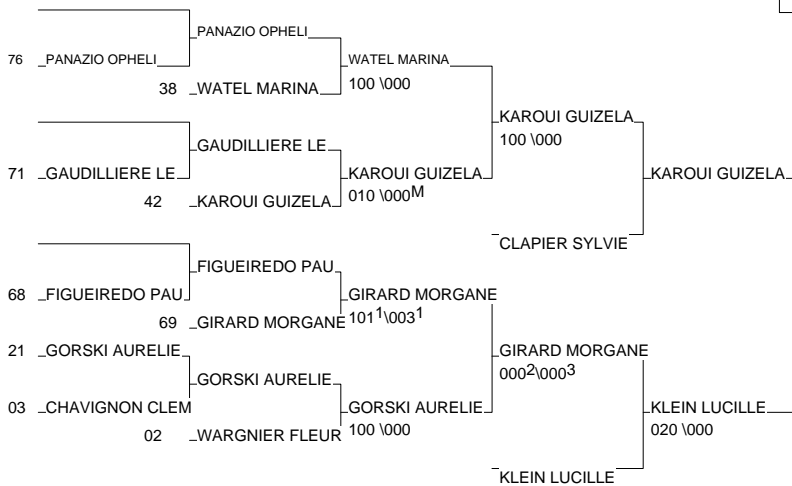 PANAZIO OPHELI
76 PANAZIO OPHELI
WATEL MARINA
38 WATEL MARINA
100 \000
KAROUI GUIZELA
100 \000
GAUDILLIERE LE
71 GAUDILLIERE LE
KAROUI GUIZELA
KAROUI GUIZELA
42 KAROUI GUIZELA
010 \000M
CLAPIER SYLVIE
FIGUEIREDO PAU
68 FIGUEIREDO PAU
GIRARD MORGANE
69 GIRARD MORGANE
1011\0031
21 GORSKI AURELIE
GIRARD MORGANE
0002\0003
GORSKI AURELIE
03 CHAVIGNON CLEM
GORSKI AURELIE
KLEIN LUCILLE
02 WARGNIER FLEUR
100 \000
020 \000
KLEIN LUCILLE